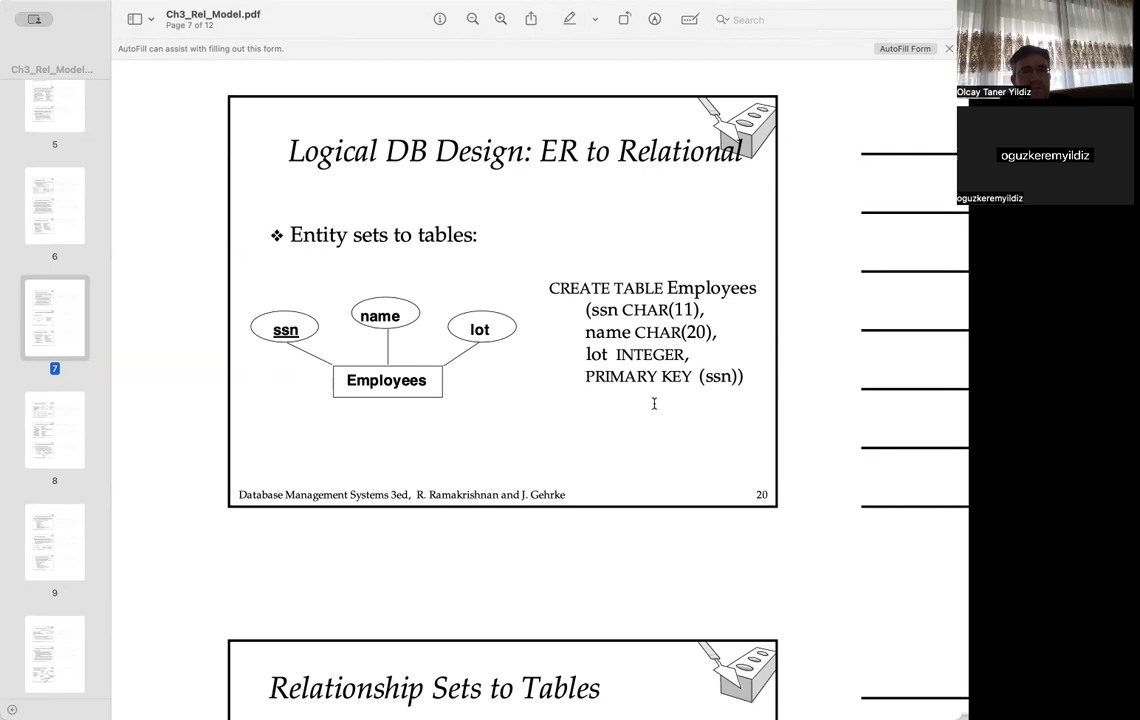 Ch3_Rel_Model.pdf
Page 7 of 12
Search
AutoFill can assist with filling out this form.
AutoFill Form
Ch3_Rel_Model...
5
6
7
8
9
Logical DB Design: ER to Relational
❖ Entity sets to tables:
ssn
name
lot
Employees
CREATE TABLE Employees
(ssn CHAR(11),
name CHAR(20),
lot INTEGER,
PRIMARY KEY (ssn))
Database Management Systems 3ed, R. Ramakrishnan and J. Gehrke
20
Relationship Sets to Tables
Olcay Taner Yildiz
oguzkeremyildiz
oguzkeremyildiz